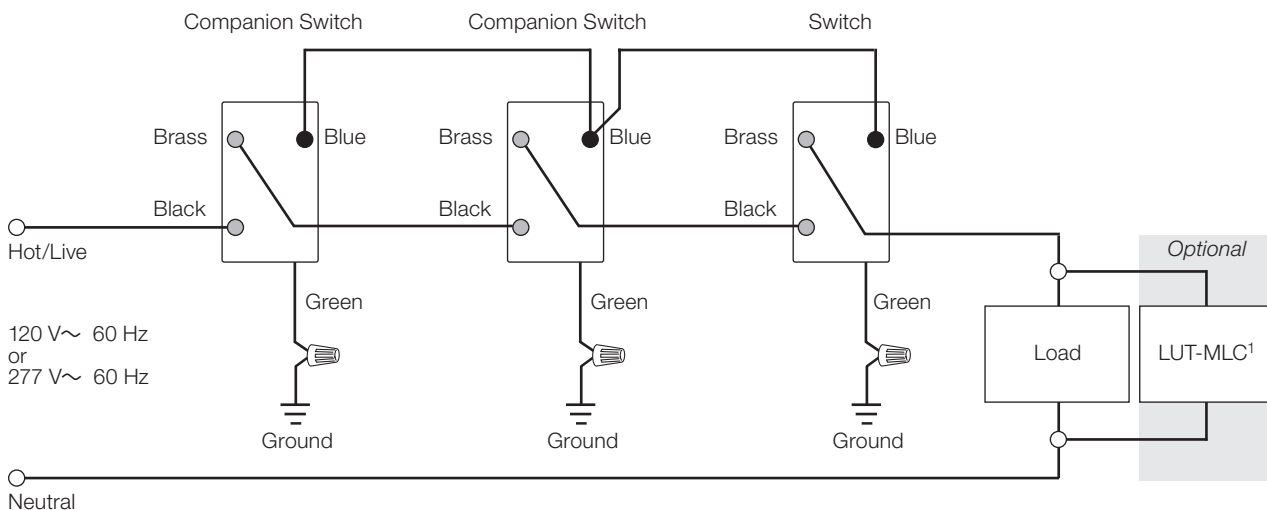 Companion Switch
Companion Switch
Switch
Brass
Blue
Brass
Blue
Brass
Blue
Black
Black
Black
Hot/Live
Optional
Green
Green
Green
120 V~ 60 Hz
or
277 V~ 60 Hz
Load
LUT-MLC¹
Ground
Ground
Ground
Neutral